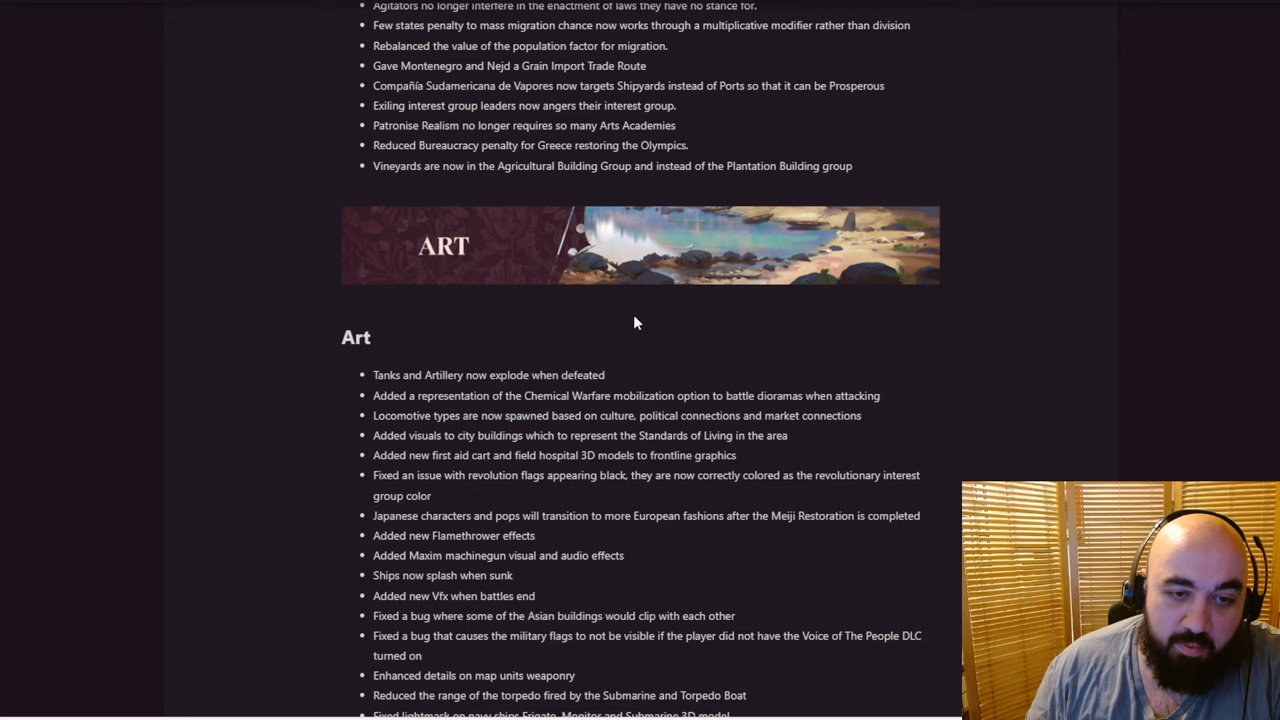 Agitators no longer interfere in the enactment of laws they have no stance for.
Few states penalty to mass migration chance now works through a multiplicative modifier rather than division
Rebalanced the value of the population factor for migration.
Gave Montenegro and Nejd a Grain Import Trade Route
Compañía Sudamericana de Vapores now targets Shipyards instead of Ports so that it can be Prosperous
Exiling interest group leaders now angers their interest group.
Patronise Realism no longer requires so many Arts Academies
Reduced Bureaucracy penalty for Greece restoring the Olympics.
Vineyards are now in the Agricultural Building Group and instead of the Plantation Building group
ART
Art
Tanks and Artillery now explode when defeated
Added a representation of the Chemical Warfare mobilization option to battle dioramas when attacking
Locomotive types are now spawned based on culture, political connections and market connections
Added visuals to city buildings which to represent the Standards of Living in the area
Added new first aid cart and field hospital 3D models to frontline graphics
Fixed an issue with revolution flags appearing black, they are now correctly colored as the revolutionary interest
group color
Japanese characters and pops will transition to more European fashions after the Meiji Restoration is completed
Added new Flamethrower effects
Added Maxim machinegun visual and audio effects
Ships now splash when sunk
Added new Vfx when battles end
Fixed a bug where some of the Asian buildings would clip with each other
Fixed a bug that causes the military flags to not be visible if the player did not have the Voice of The People DLC
turned on
Enhanced details on map units weaponry
Reduced the range of the torpedo fired by the Submarine and Torpedo Boat
Fixed lightmask on navy ships Frigate, Monitor and Submarine 3D model